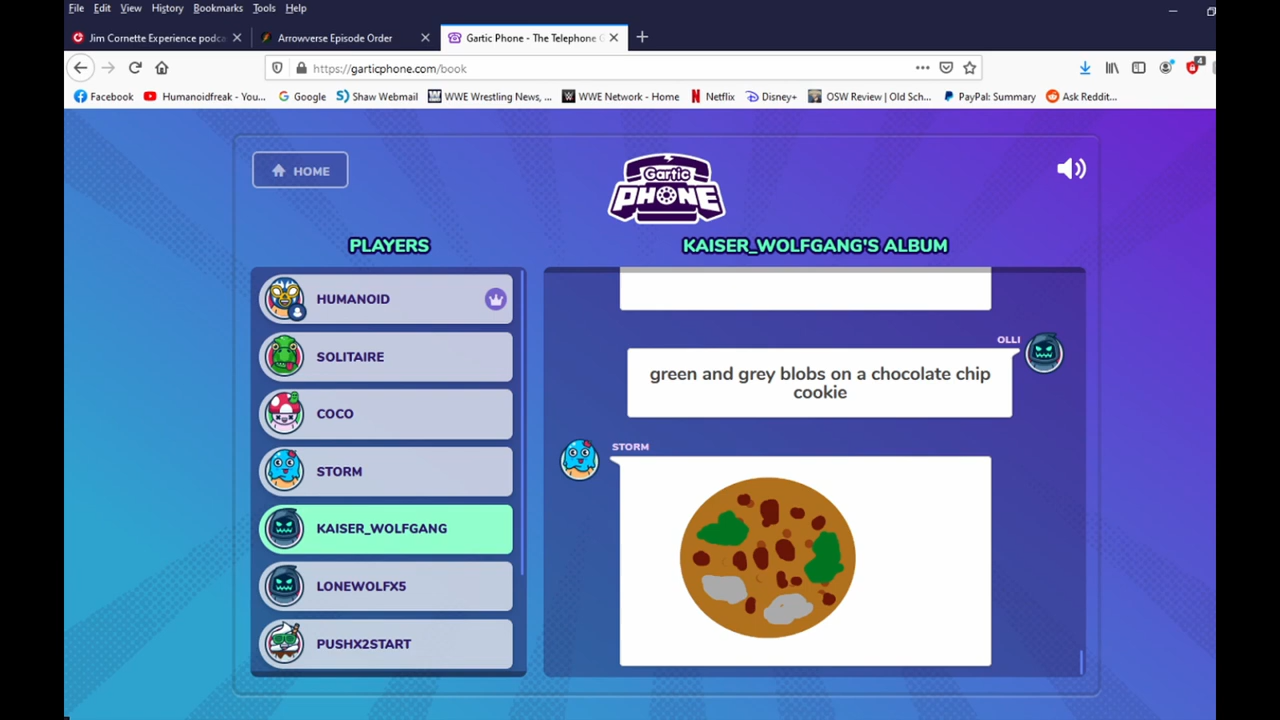 File Edit View History Bookmarks Tools Help
Jim Cornette Experience podca
Arrowverse Episode Order
Gartic Phone - The Telephone G
https://garticphone.com/book
4
Facebook
Humanoidfreak - You...
Google
Shaw Webmail
WWE Wrestling News, ...
WWE Network - Home
Netflix
Disney+
OSW Review | Old Sch...
PayPal: Summary
Ask Reddit...
HOME
Gartic
PHONE
PLAYERS
KAISER_WOLFGANG'S ALBUM
HUMANOID
SOLITAIRE
COCO
STORM
KAISER_WOLFGANG
LONEWOLFX5
PUSHX2START
OLLI
green and grey blobs on a chocolate chip
cookie
STORM